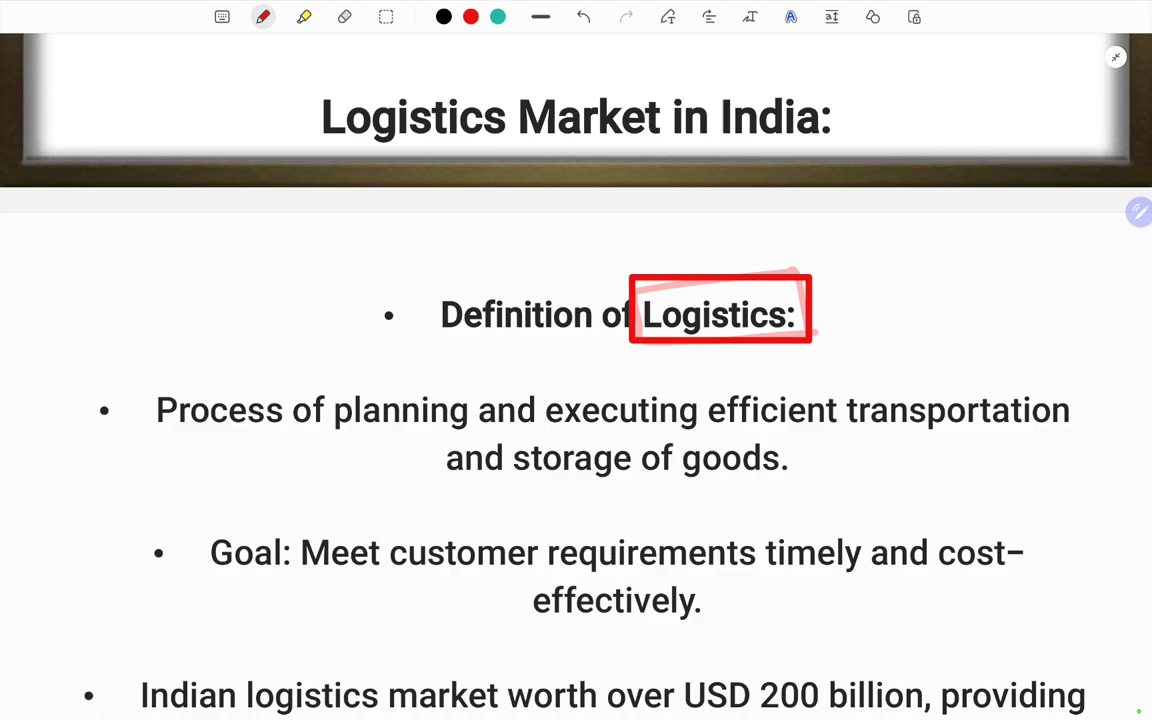 Logistics Market in India:
• Definition of Logistics:
• Process of planning and executing efficient transportation
and storage of goods.
• Goal: Meet customer requirements timely and cost-
effectively.
• Indian logistics market worth over USD 200 billion, providing